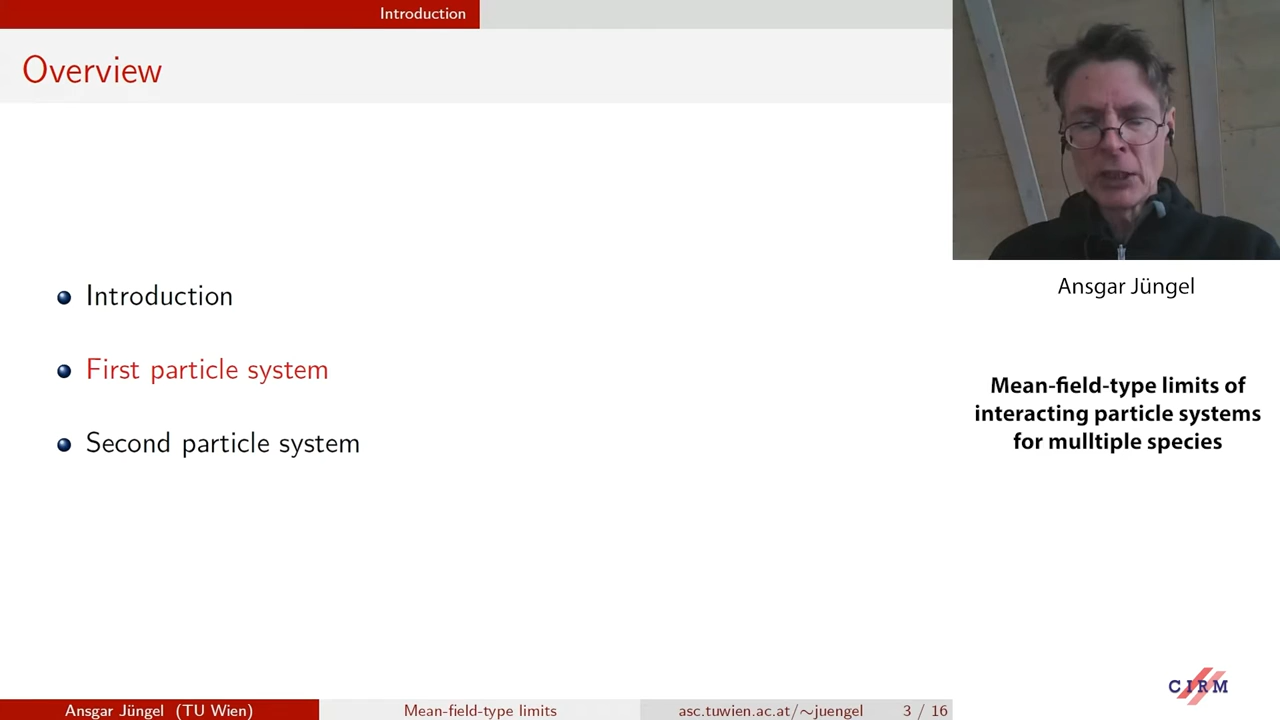 Introduction
Overview
Introduction
First particle system
Second particle system
Ansgar Jüngel
Mean-field-type limits of
interacting particle systems
for mulltiple species
CIRM
Ansgar Jüngel (TU Wien)
Mean-field-type limits
asc.tuwien.ac.at/∼juengel
3 / 16